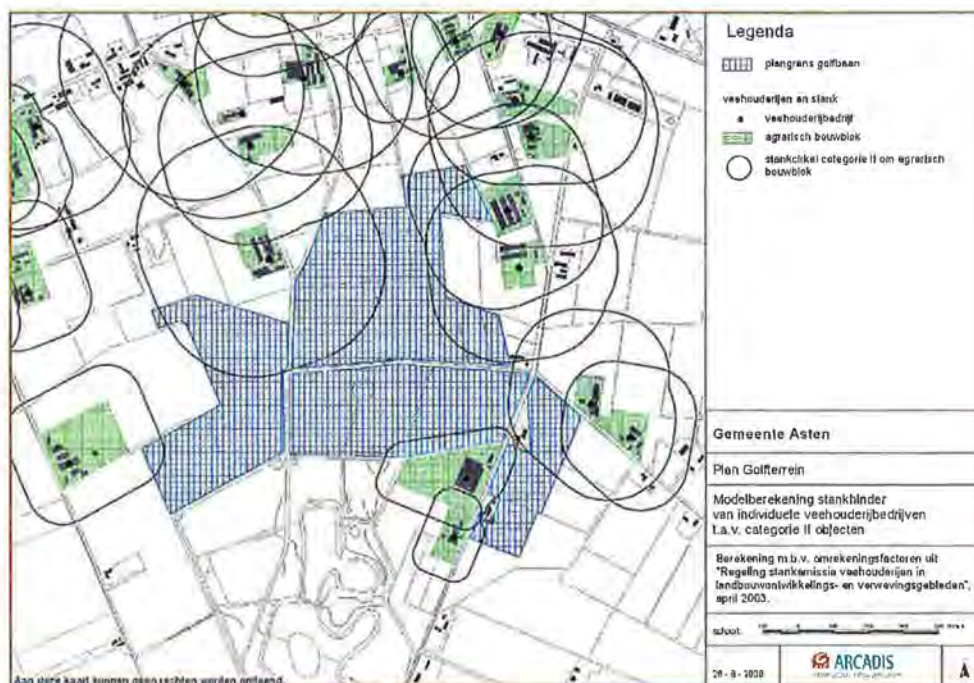 Legenda
plangrens golfbaan
veehouderijen en stank
veehouderijbedrijf
agrarisch bouwblok
stankcirkel categorie II om agrarisch
bouwblok
Gemeente Asten
Plan Golfterrein
Modelberekening stankhinder
van individuele veehouderijbedrijven
t.a.v. categorie II objecten
Berekening m.b.v. omrekeningsfactoren uit
"Regeling stankemissie veehouderijen in
landbouwontwikkelings- en verwevingsgebieden",
april 2003.
schaal:
ARCADIS
Aan deze kaart kunnen geen rechten worden ontleend